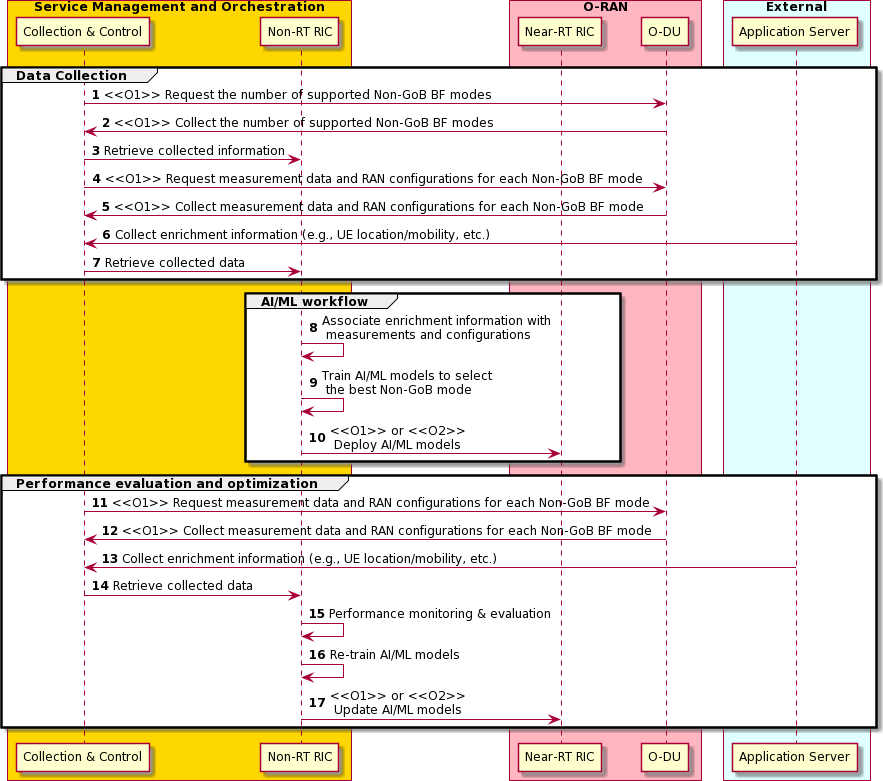 Service Management and Orchestration
O-RAN
External
Collection & Control
Non-RT RIC
Near-RT RIC
O-DU
Application Server
Data Collection
1 <<O1>> Request the number of supported Non-GoB BF modes
2 <<O1>> Collect the number of supported Non-GoB BF modes
3 Retrieve collected information
4 <<O1>> Request measurement data and RAN configurations for each Non-GoB BF mode
5 <<O1>> Collect measurement data and RAN configurations for each Non-GoB BF mode
6 Collect enrichment information (e.g., UE location/mobility, etc.)
7 Retrieve collected data
AI/ML workflow
8 Associate enrichment information with
measurements and configurations
9 Train AI/ML models to select
the best Non-GoB mode
10 <<O1>> or <<O2>>
Deploy AI/ML models
Performance evaluation and optimization
11 <<O1>> Request measurement data and RAN configurations for each Non-GoB BF mode
12 <<O1>> Collect measurement data and RAN configurations for each Non-GoB BF mode
13 Collect enrichment information (e.g., UE location/mobility, etc.)
14 Retrieve collected data
15 Performance monitoring & evaluation
16 Re-train AI/ML models
17 <<O1>> or <<O2>>
Update AI/ML models
Collection & Control
Non-RT RIC
Near-RT RIC
O-DU
Application Server